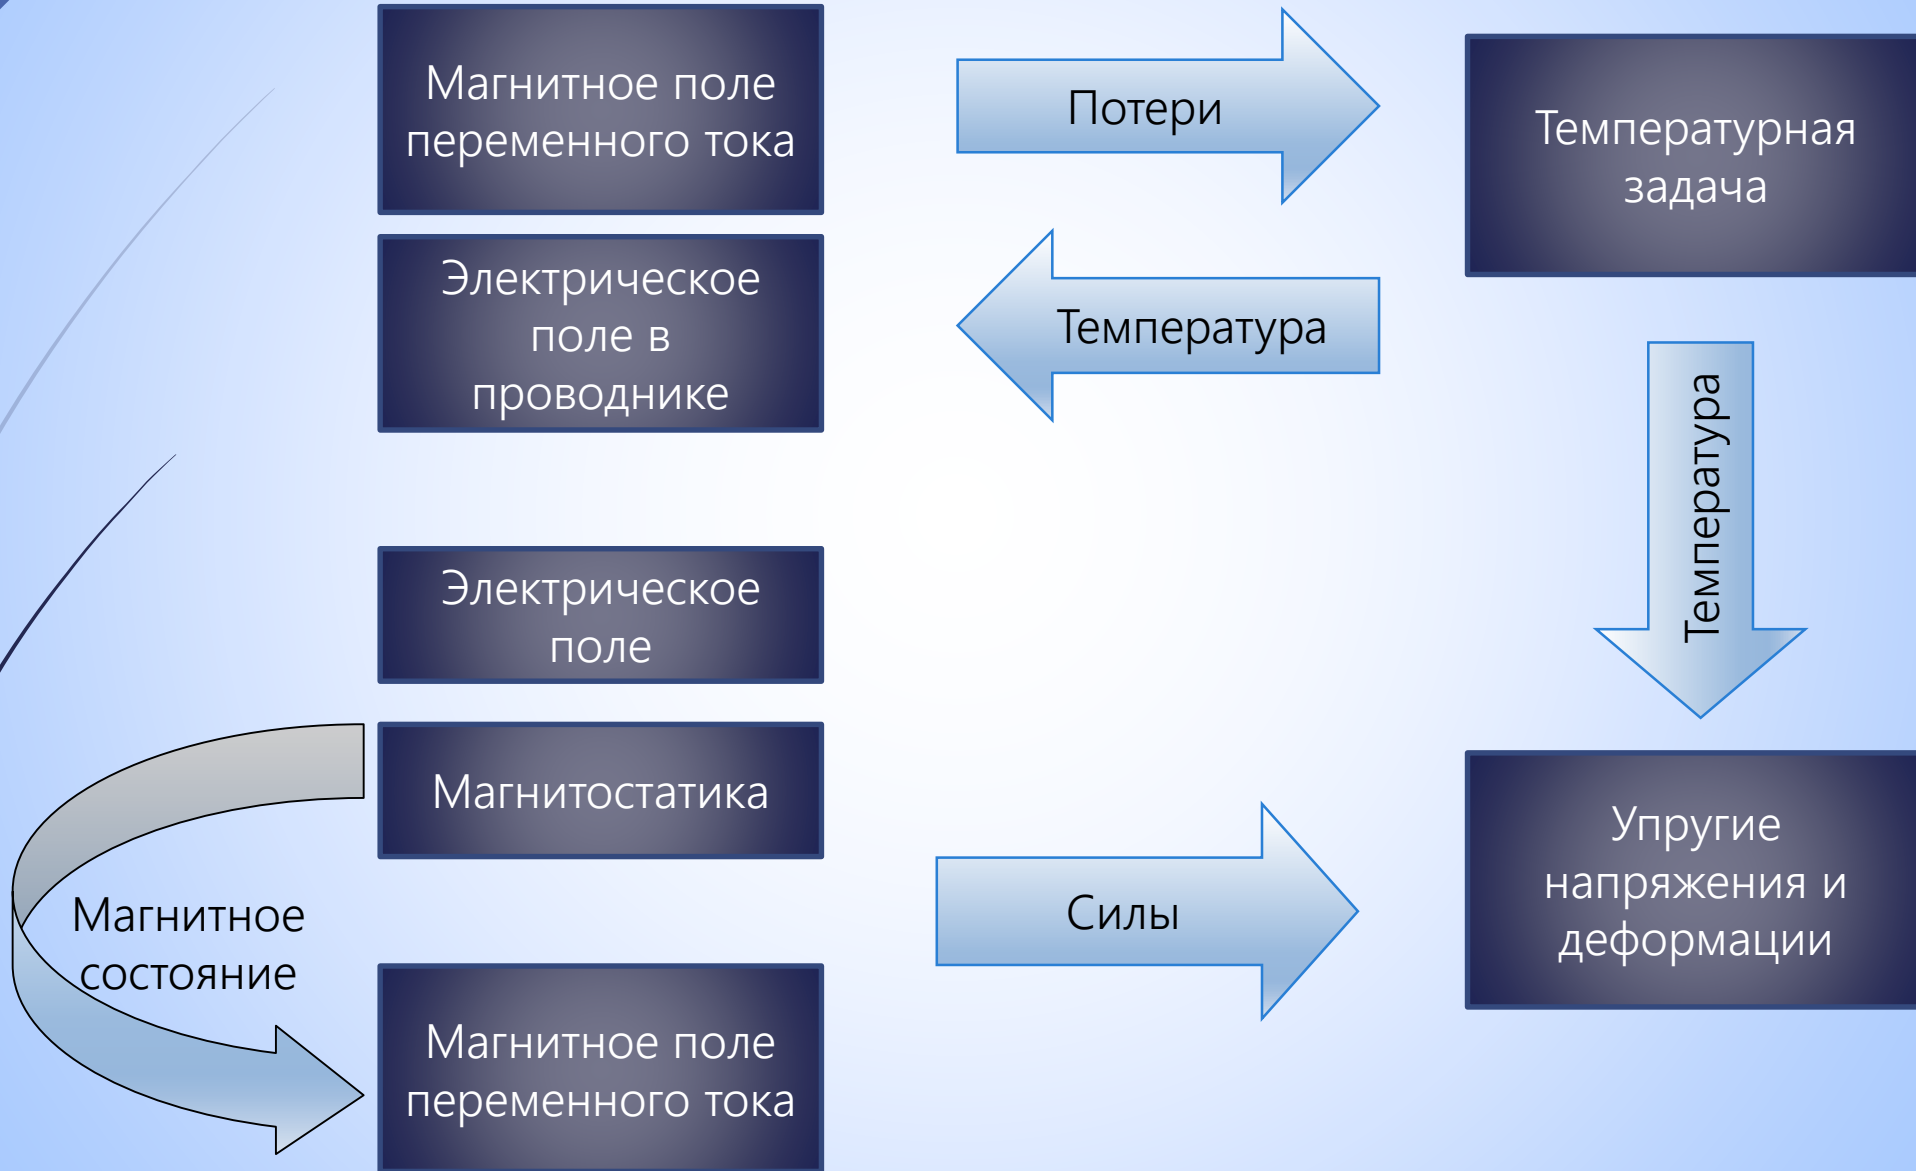 Магнитное поле
переменного тока
Потери
Температурная
задача
Электрическое
поле в
проводнике
Температура
Температура
Электрическое
поле
Магнитостатика
Магнитное
состояние
Силы
Упругие
напряжения и
деформации
Магнитное поле
переменного тока